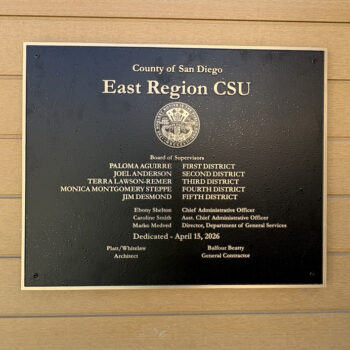 County of San Diego
East Region CSU
Board of Supervisors
PALOMA AGUIRRE FIRST DISTRICT
JOEL ANDERSON SECOND DISTRICT
TERRA LAWSON-REMER THIRD DISTRICT
MONICA MONTGOMERY STEPPE FOURTH DISTRICT
JIM DESMOND FIFTH DISTRICT
Ebony Shelton Chief Administrative Officer
Caroline Smith Asst. Chief Administrative Officer
Marko Medved Director, Department of General Services
Dedicated - April 15, 2026
Platt/Whitelaw Balfour Beatty
Architect General Contractor